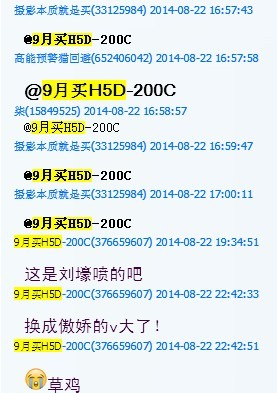 摄影本质就是买(33125984) 2014-08-22 16:57:43
@9月买H5D-200C
高能预警猫回避(652406042) 2014-08-22 16:57:58
@9月买H5D-200C
柒(15849525) 2014-08-22 16:58:57
@9月买H5D-200C
摄影本质就是买(33125984) 2014-08-22 16:59:47
@9月买H5D-200C
摄影本质就是买(33125984) 2014-08-22 17:00:11
@9月买H5D-200C
9月买H5D-200C(376659607) 2014-08-22 19:34:51
这是刘壕喷的吧
9月买H5D-200C(376659607) 2014-08-22 22:42:33
换成傲娇的v大了!
9月买H5D-200C(376659607) 2014-08-22 22:42:51
草鸡